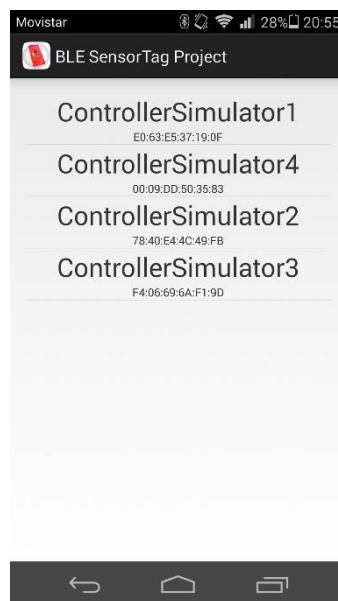 Movistar 28% 20:55
BLE SensorTag Project
ControllerSimulator1
E0:63:E5:37:19:0F
ControllerSimulator4
00:09:DD:50:35:83
ControllerSimulator2
78:40:E4:4C:49:FB
ControllerSimulator3
F4:06:69:6A:F1:9D